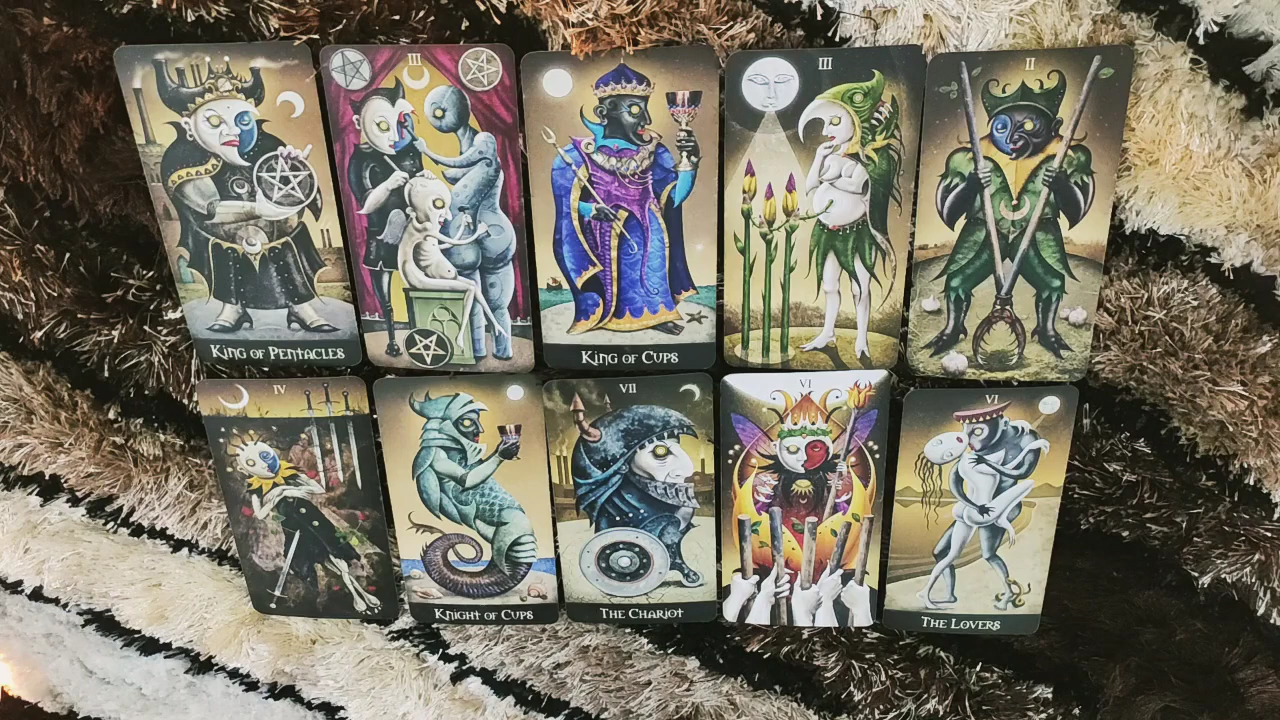 III
III
II
KING OF PENTACLES
KING OF CUPS
IV
VII
VI
VI
KNIGHT OF CUPS
THE CHARIOT
THE LOVERS